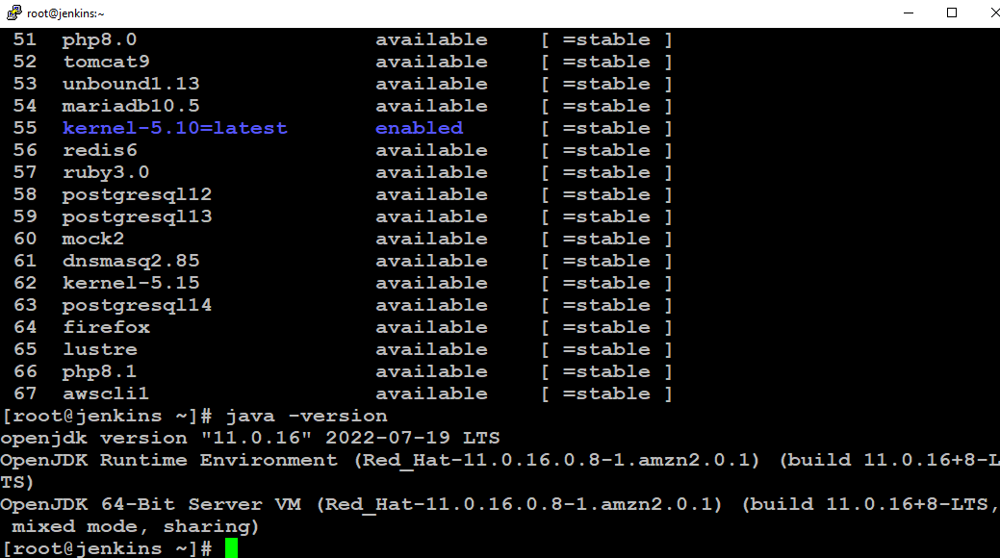 root@jenkins:~
51 php8.0 available [ =stable ]
52 tomcat9 available [ =stable ]
53 unbound1.13 available [ =stable ]
54 mariadb10.5 available [ =stable ]
55 kernel-5.10=latest enabled [ =stable ]
56 redis6 available [ =stable ]
57 ruby3.0 available [ =stable ]
58 postgresql12 available [ =stable ]
59 postgresql13 available [ =stable ]
60 mock2 available [ =stable ]
61 dnsmasq2.85 available [ =stable ]
62 kernel-5.15 available [ =stable ]
63 postgresql14 available [ =stable ]
64 firefox available [ =stable ]
65 lustre available [ =stable ]
66 php8.1 available [ =stable ]
67 awscli1 available [ =stable ]
[root@jenkins ~]# java -version
openjdk version "11.0.16" 2022-07-19 LTS
OpenJDK Runtime Environment (Red_Hat-11.0.16.0.8-1.amzn2.0.1) (build 11.0.16+8-L
TS)
OpenJDK 64-Bit Server VM (Red_Hat-11.0.16.0.8-1.amzn2.0.1) (build 11.0.16+8-LTS,
mixed mode, sharing)
[root@jenkins ~]#